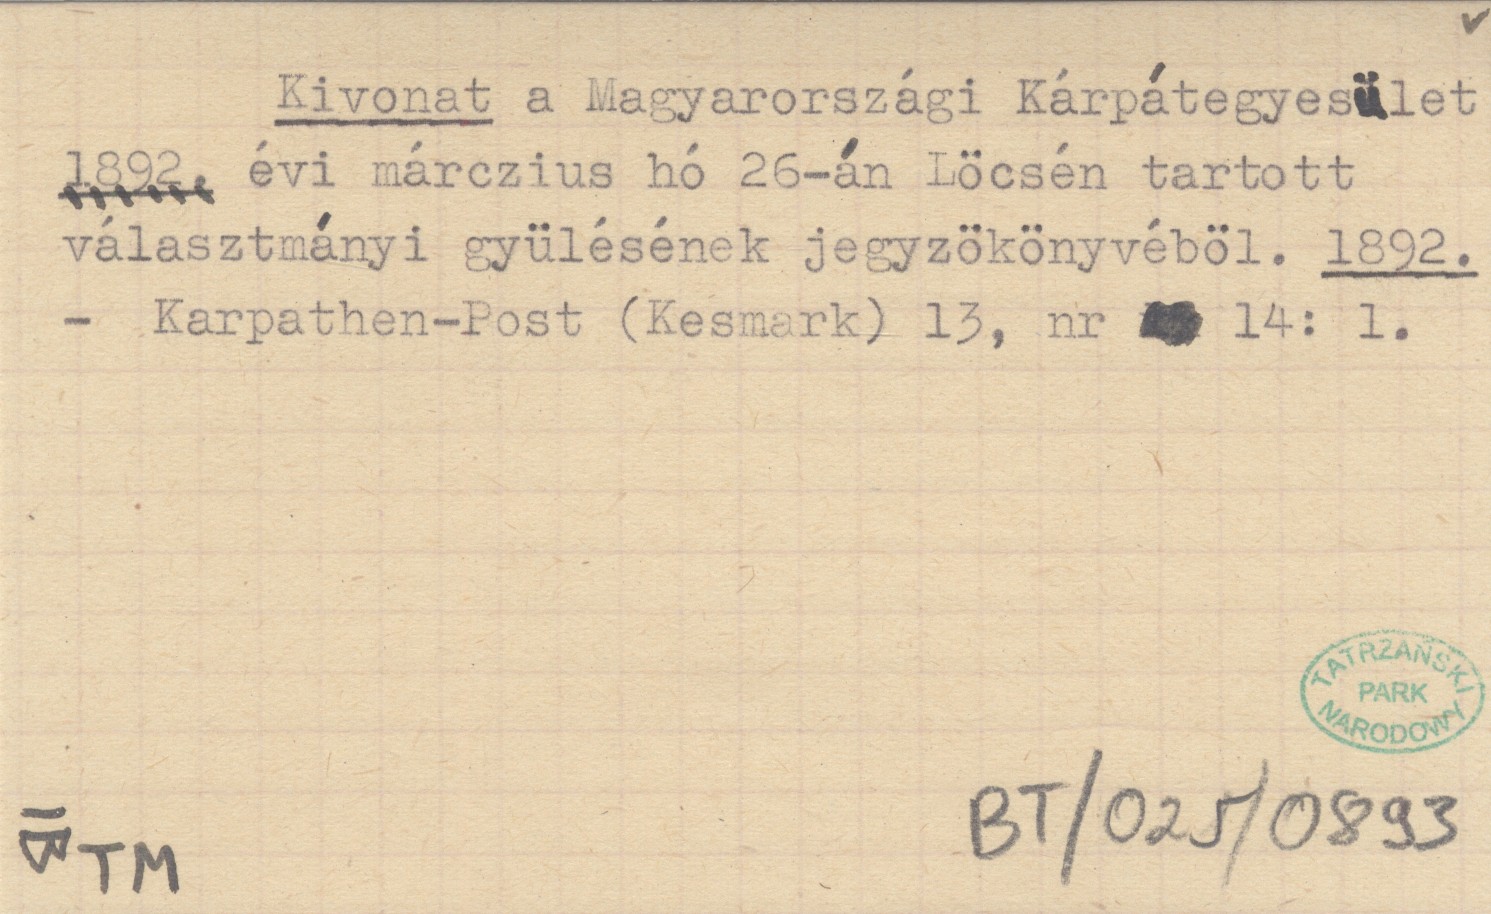 Kivonat a Magyarországi Kárpátegyesület
1892. évi márczius hó 26-án Löcsén tartott
választmányi gyülésének jegyzökönyvéböl. 1892.
- Karpathen-Post (Kesmark) 13, nr 14: 1.
TATRZAŃSKI
PARK
NARODOWY
BT/025/0893
TM